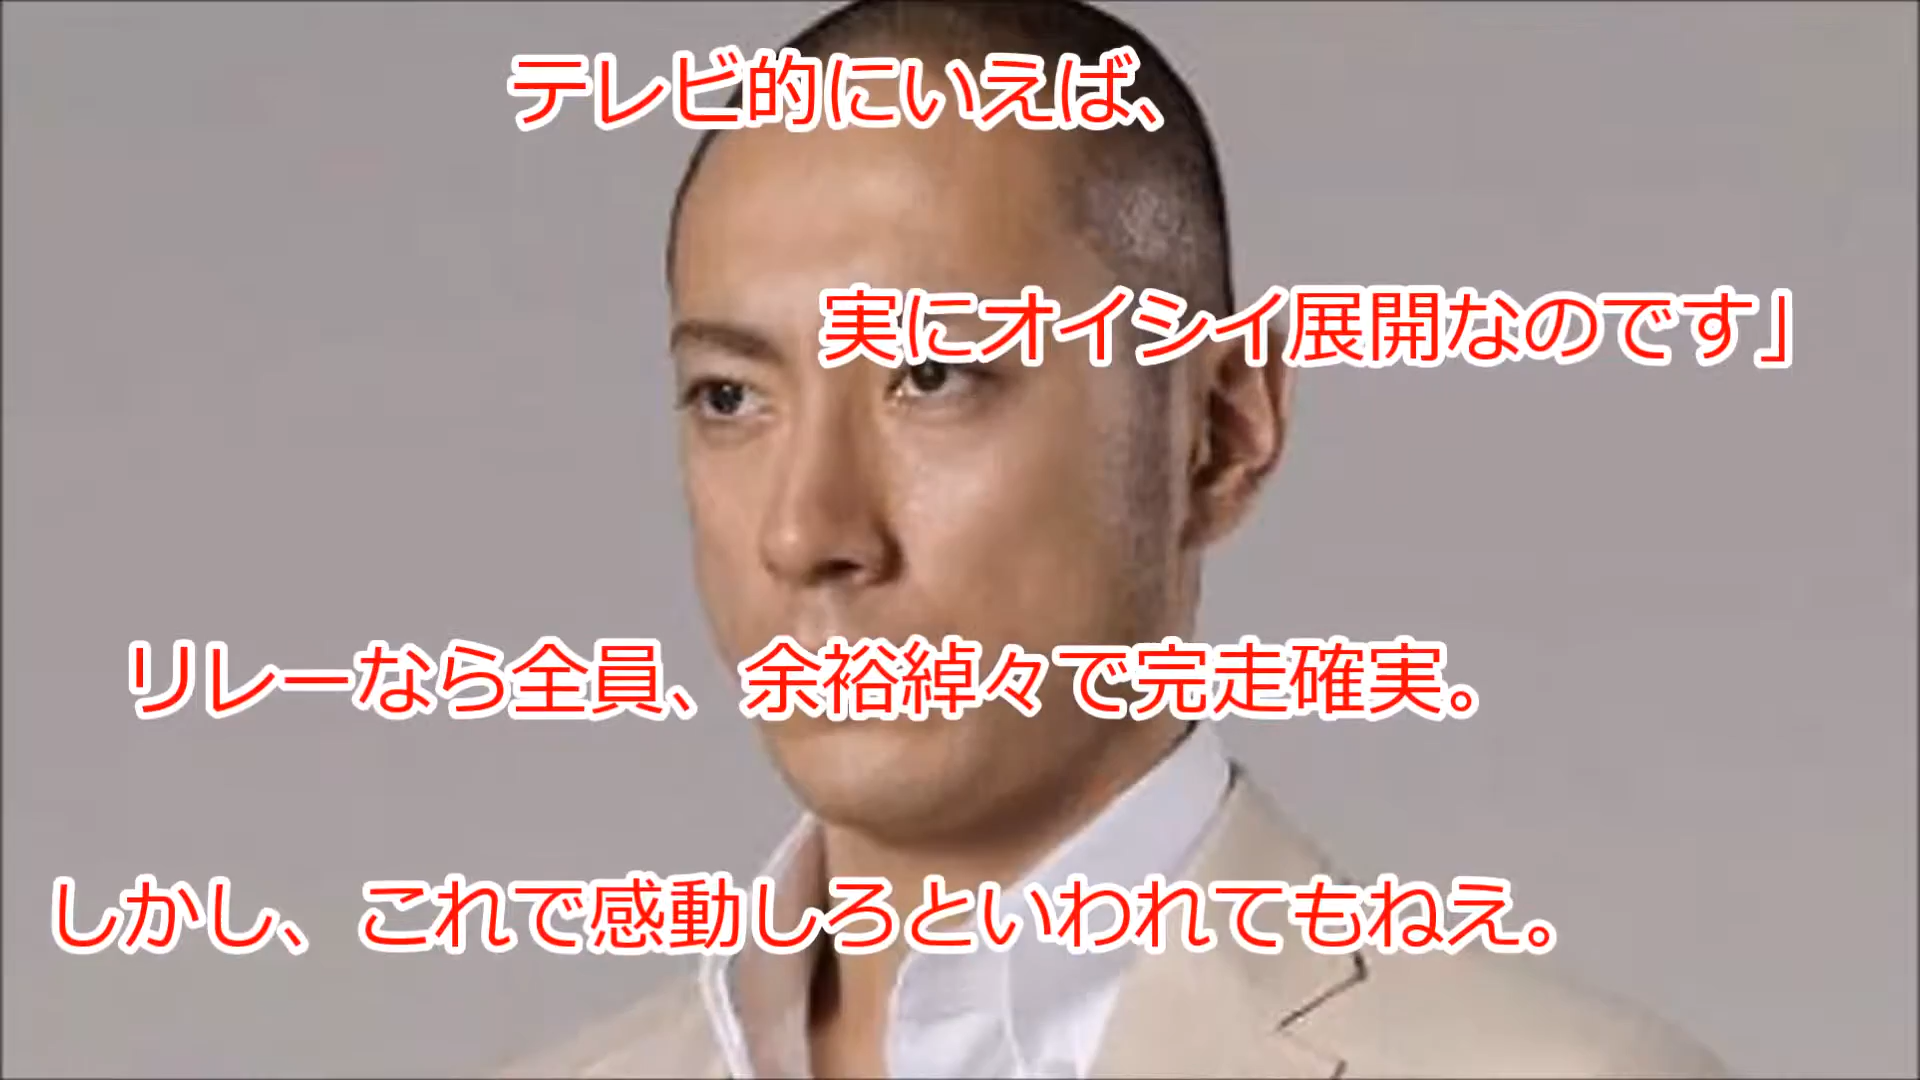 テレビ的にいえば、
実にオイシイ展開なのです」
リレーなら全員、余裕綽々で完走確実。
しかし、これで感動しろといわれてもねえ。